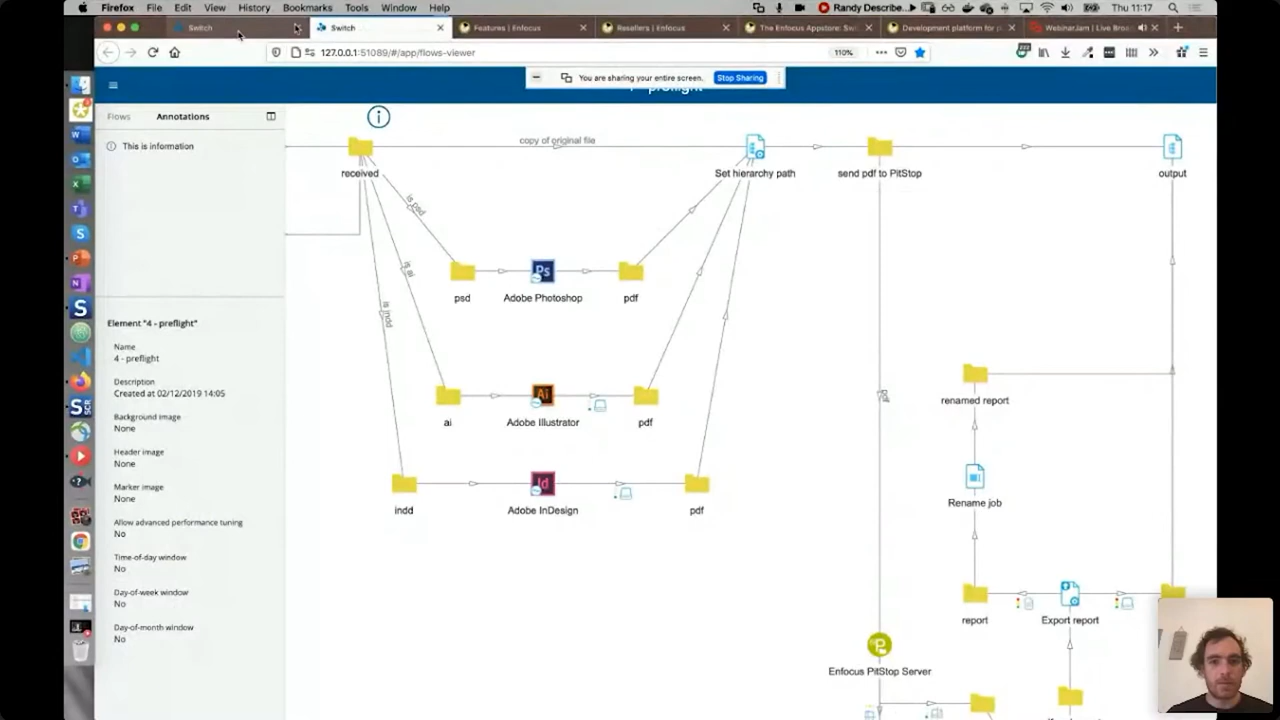 Firefox File Edit View History Bookmarks Tools Window Help
Randy Describe...
Thu 11:17
Switch
Switch
Features | Enfocus
Resellers | Enfocus
The Enfocus Appstore: Sw
Development platform for p
WebinarJam | Live Broa
127.0.0.1:51089/#/app/flows-viewer
110%
You are sharing your entire screen.
Stop Sharing
preflight
Flows
Annotations
This is information
copy of original file
received
Set hierarchy path
send pdf to PitStop
output
is psd
is ai
is indd
psd
Adobe Photoshop
pdf
ai
Adobe Illustrator
pdf
indd
Adobe InDesign
pdf
pdf
renamed report
Rename job
report
Export report
Enfocus PitStop Server
Element "4 - preflight"
Name
4 - preflight
Description
Created at 02/12/2019 14:05
Background image
None
Header image
None
Marker image
None
Allow advanced performance tuning
No
Time-of-day window
No
Day-of-week window
No
Day-of-month window
No